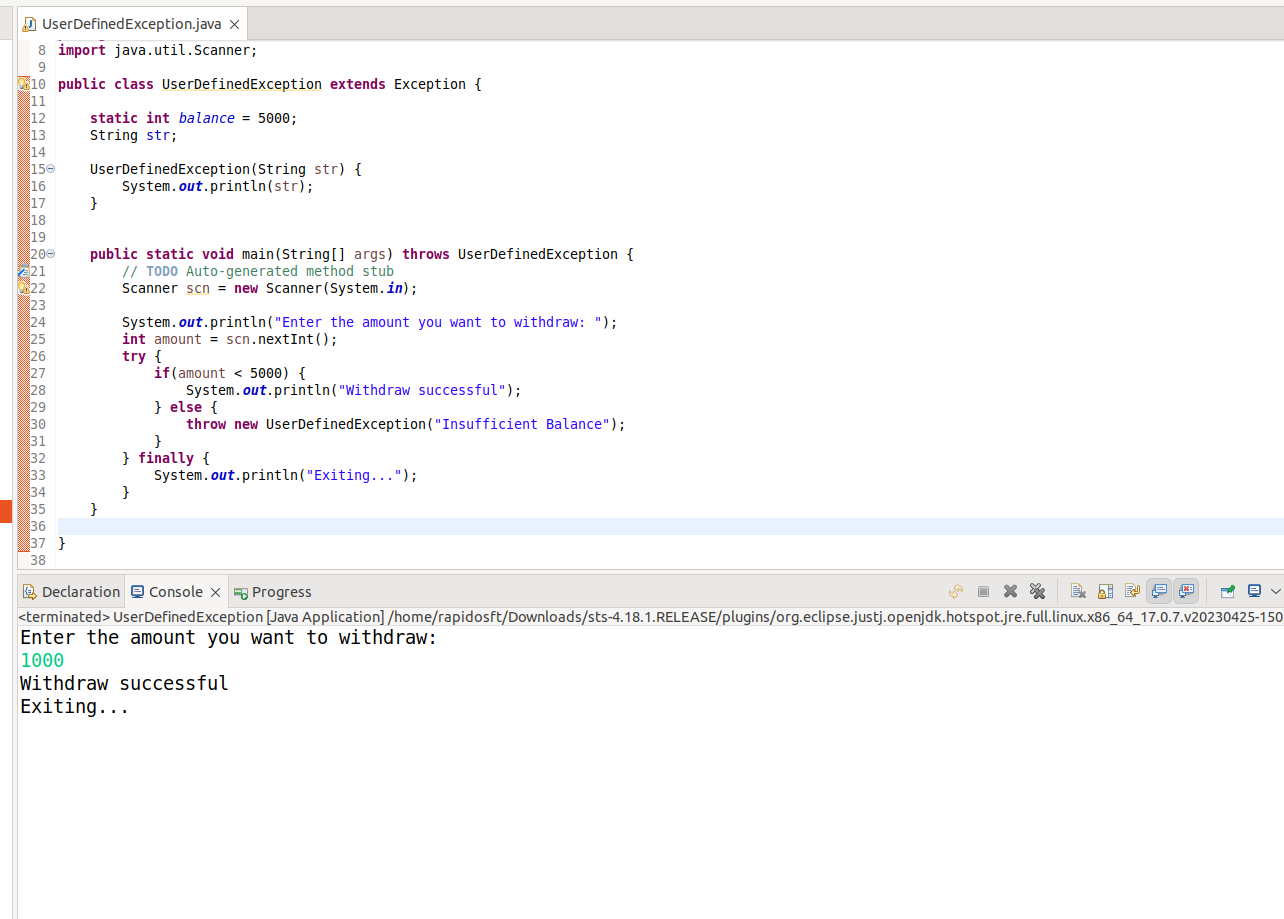 UserDefinedException.java
8 import java.util.Scanner;
9
10 public class UserDefinedException extends Exception {
11
12     static int balance = 5000;
13     String str;
14
15     UserDefinedException(String str) {
16         System.out.println(str);
17     }
18
19
20     public static void main(String[] args) throws UserDefinedException {
21         // TODO Auto-generated method stub
22         Scanner scn = new Scanner(System.in);
23
24         System.out.println("Enter the amount you want to withdraw: ");
25         int amount = scn.nextInt();
26         try {
27             if(amount < 5000) {
28                 System.out.println("Withdraw successful");
29             } else {
30                 throw new UserDefinedException("Insufficient Balance");
31             }
32         } finally {
33             System.out.println("Exiting...");
34         }
35     }
36
37 }
38
Declaration Console Progress
<terminated> UserDefinedException [Java Application] /home/rapidosft/Downloads/sts-4.18.1.RELEASE/plugins/org.eclipse.justj.openjdk.hotspot.jre.full.linux.x86_64_17.0.7.v20230425-150
Enter the amount you want to withdraw:
1000
Withdraw successful
Exiting...